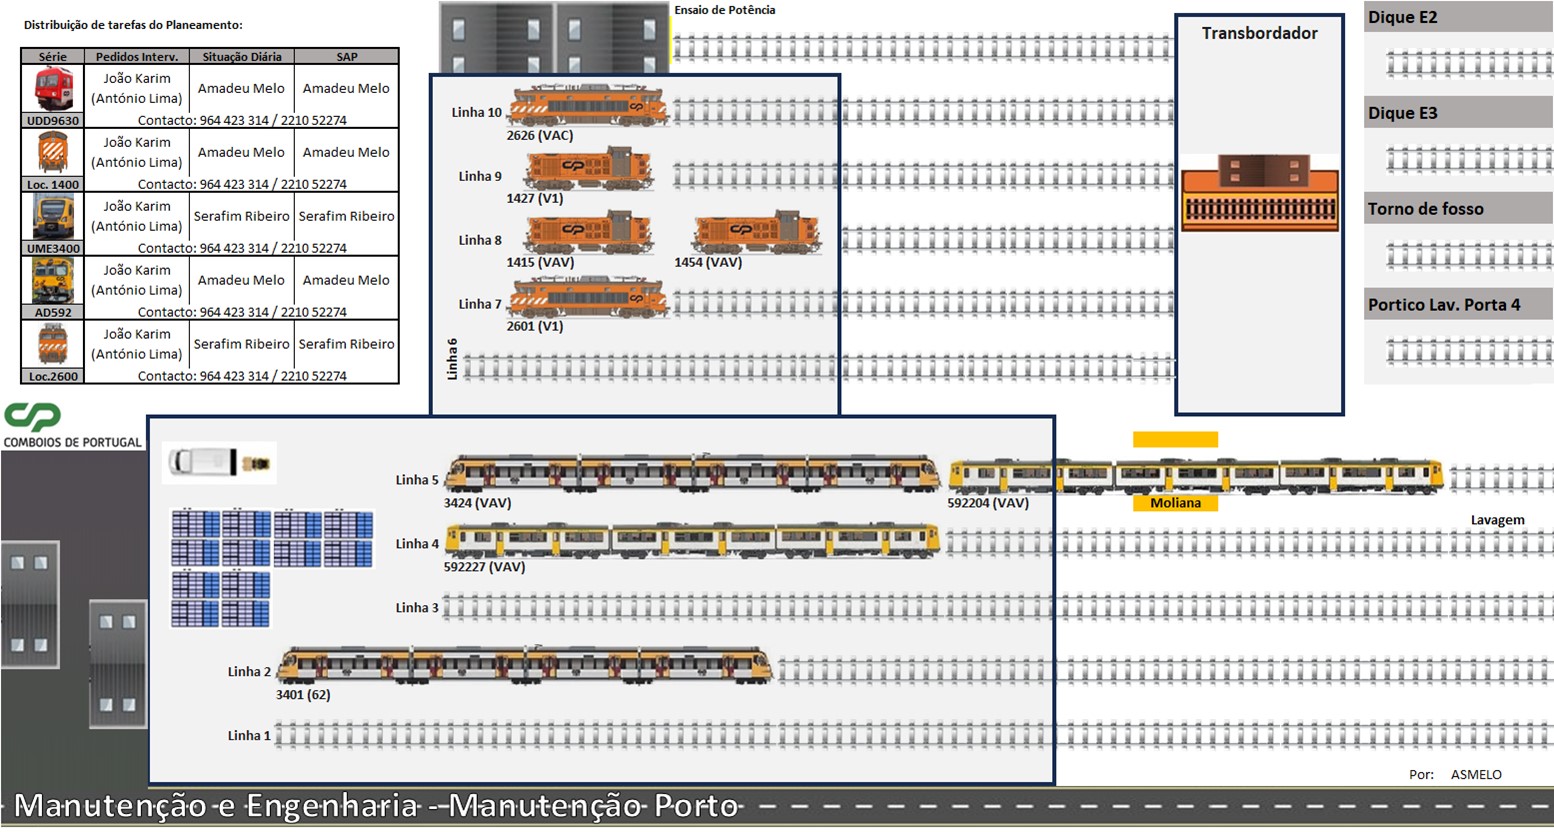 Distribuição de tarefas do Planeamento:
Série Pedidos Interv. Situação Diária SAP
João Karim
(António Lima) Amadeu Melo Amadeu Melo
UDD9630 Contacto: 964 423 314 / 2210 52274
João Karim
(António Lima) Amadeu Melo Amadeu Melo
Loc. 1400 Contacto: 964 423 314 / 2210 52274
João Karim
(António Lima) Serafim Ribeiro Serafim Ribeiro
UME3400 Contacto: 964 423 314 / 2210 52274
João Karim
(António Lima) Amadeu Melo Amadeu Melo
AD592 Contacto: 964 423 314 / 2210 52274
João Karim
(António Lima) Serafim Ribeiro Serafim Ribeiro
Loc.2600 Contacto: 964 423 314 / 2210 52274
Ensaio de Potência
Linha 10
2626 (VAC)
Linha 9
1427 (V1)
Linha 8
1415 (VAV) 1454 (VAV)
Linha 7
2601 (V1)
Linha 6
Transbordador
Dique E2
Dique E3
Torno de fosso
Portico Lav. Porta 4
CP
COMBOIOS DE PORTUGAL
Linha 5
3424 (VAV) 592204 (VAV) Moliana
Lavagem
Linha 4
592227 (VAV)
Linha 3
Linha 2
3401 (62)
Linha 1
Por: ASMELO
Manutenção e Engenharia - Manutenção Porto